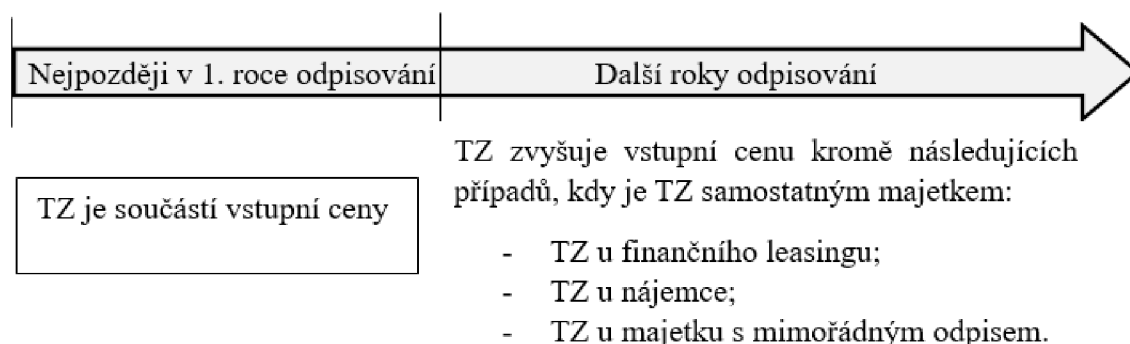 Nejpozději v 1. roce odpisování
Další roky odpisování
TZ je součástí vstupní ceny
TZ zvyšuje vstupní cenu kromě následujících
případů, kdy je TZ samostatným majetkem:
- TZ u finančního leasingu;
- TZ u nájemce;
- TZ u majetku s mimořádným odpisem.